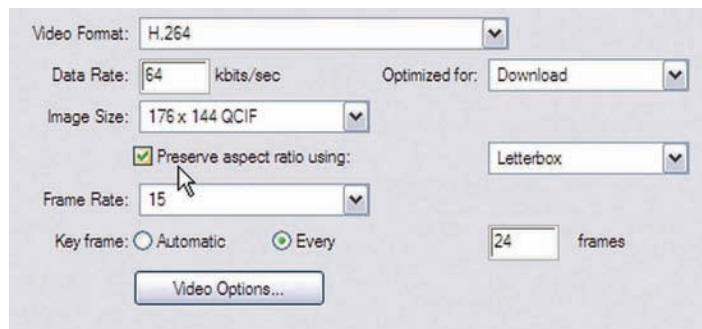 Video Format: H.264
Data Rate: 64 kbits/sec Optimized for: Download
Image Size: 176 x 144 QCIF
Preserve aspect ratio using: Letterbox
Frame Rate: 15
Key frame: Automatic Every 24 frames
Video Options...